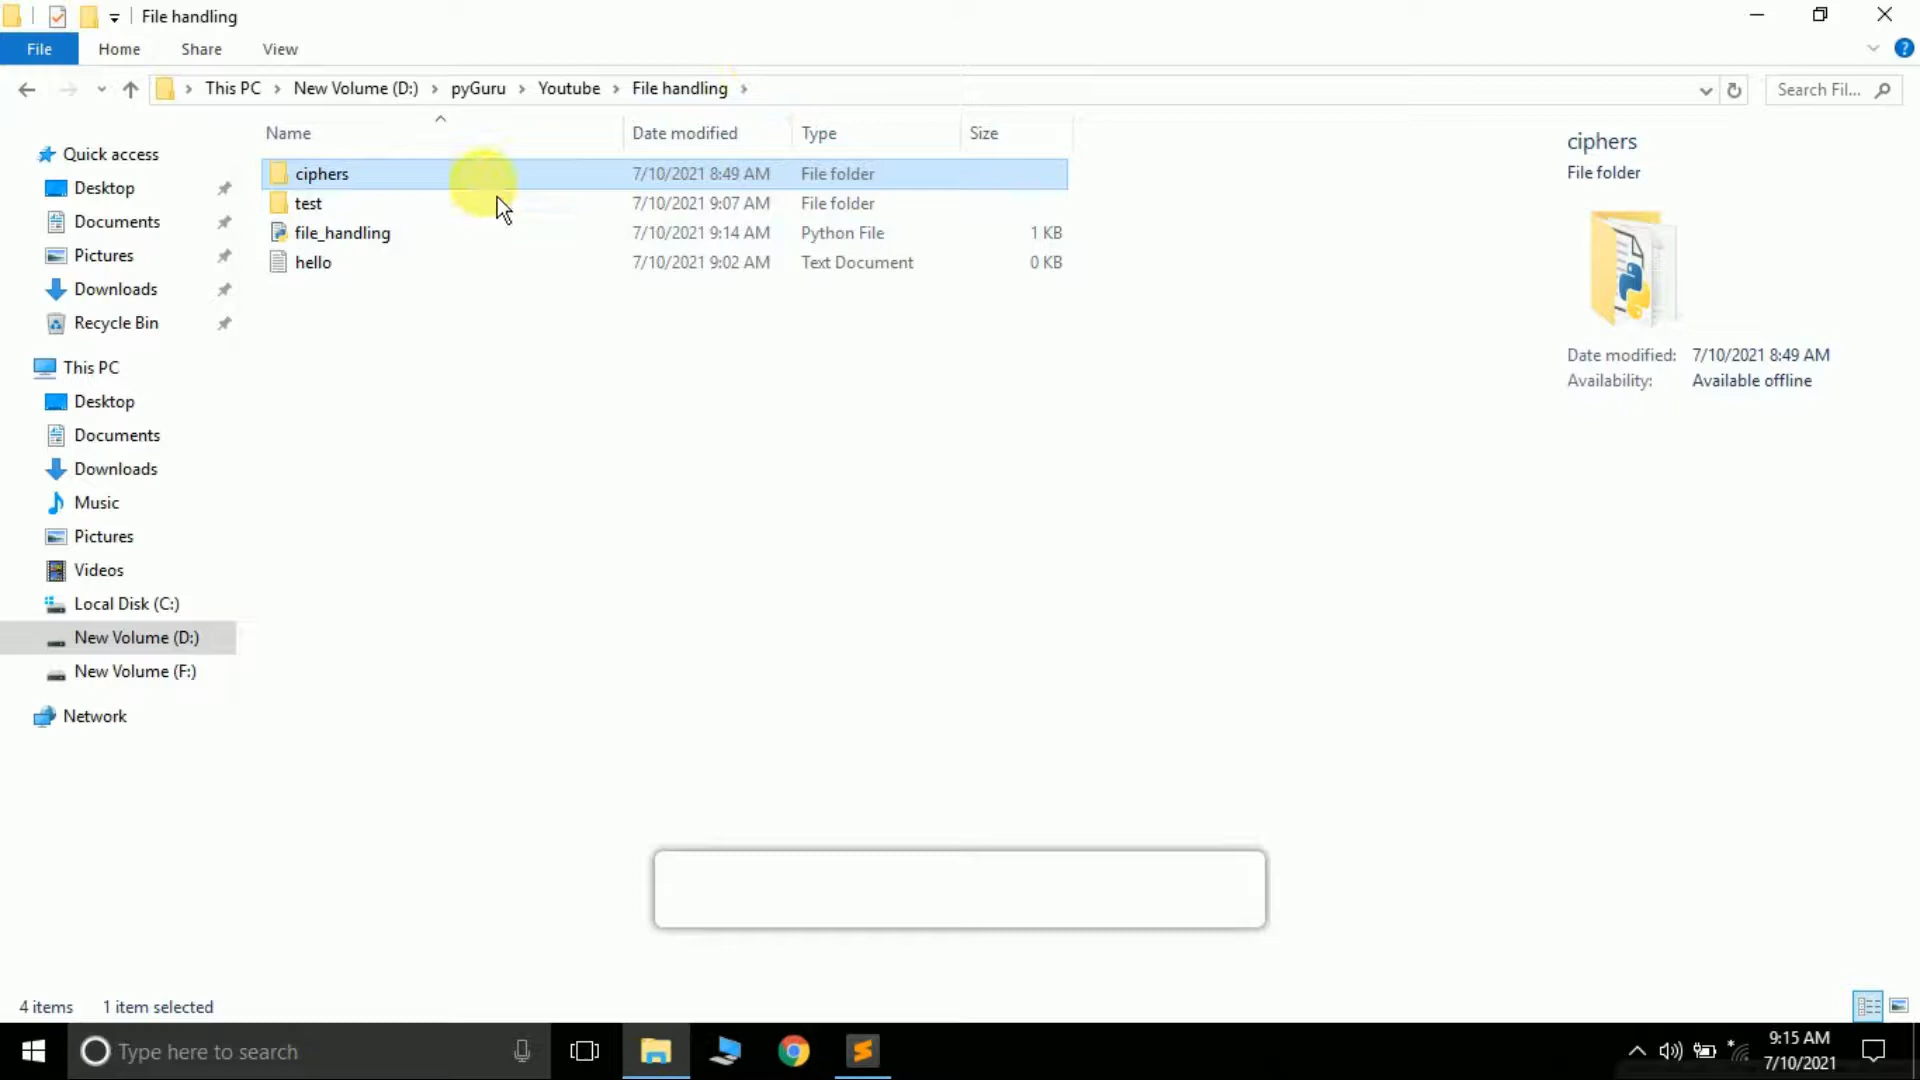 File handling
File Home Share View
This PC New Volume (D:) pyGuru Youtube File handling
Search Fil...
Name Date modified Type Size
ciphers 7/10/2021 8:49 AM File folder
test 7/10/2021 9:07 AM File folder
file_handling 7/10/2021 9:14 AM Python File 1 KB
hello 7/10/2021 9:02 AM Text Document 0 KB
Quick access
Desktop
Documents
Pictures
Downloads
Recycle Bin
This PC
Desktop
Documents
Downloads
Music
Pictures
Videos
Local Disk (C:)
New Volume (D:)
New Volume (F:)
Network
ciphers
File folder
Date modified: 7/10/2021 8:49 AM
Availability: Available offline
4 items 1 item selected
Type here to search
9:15 AM
7/10/2021